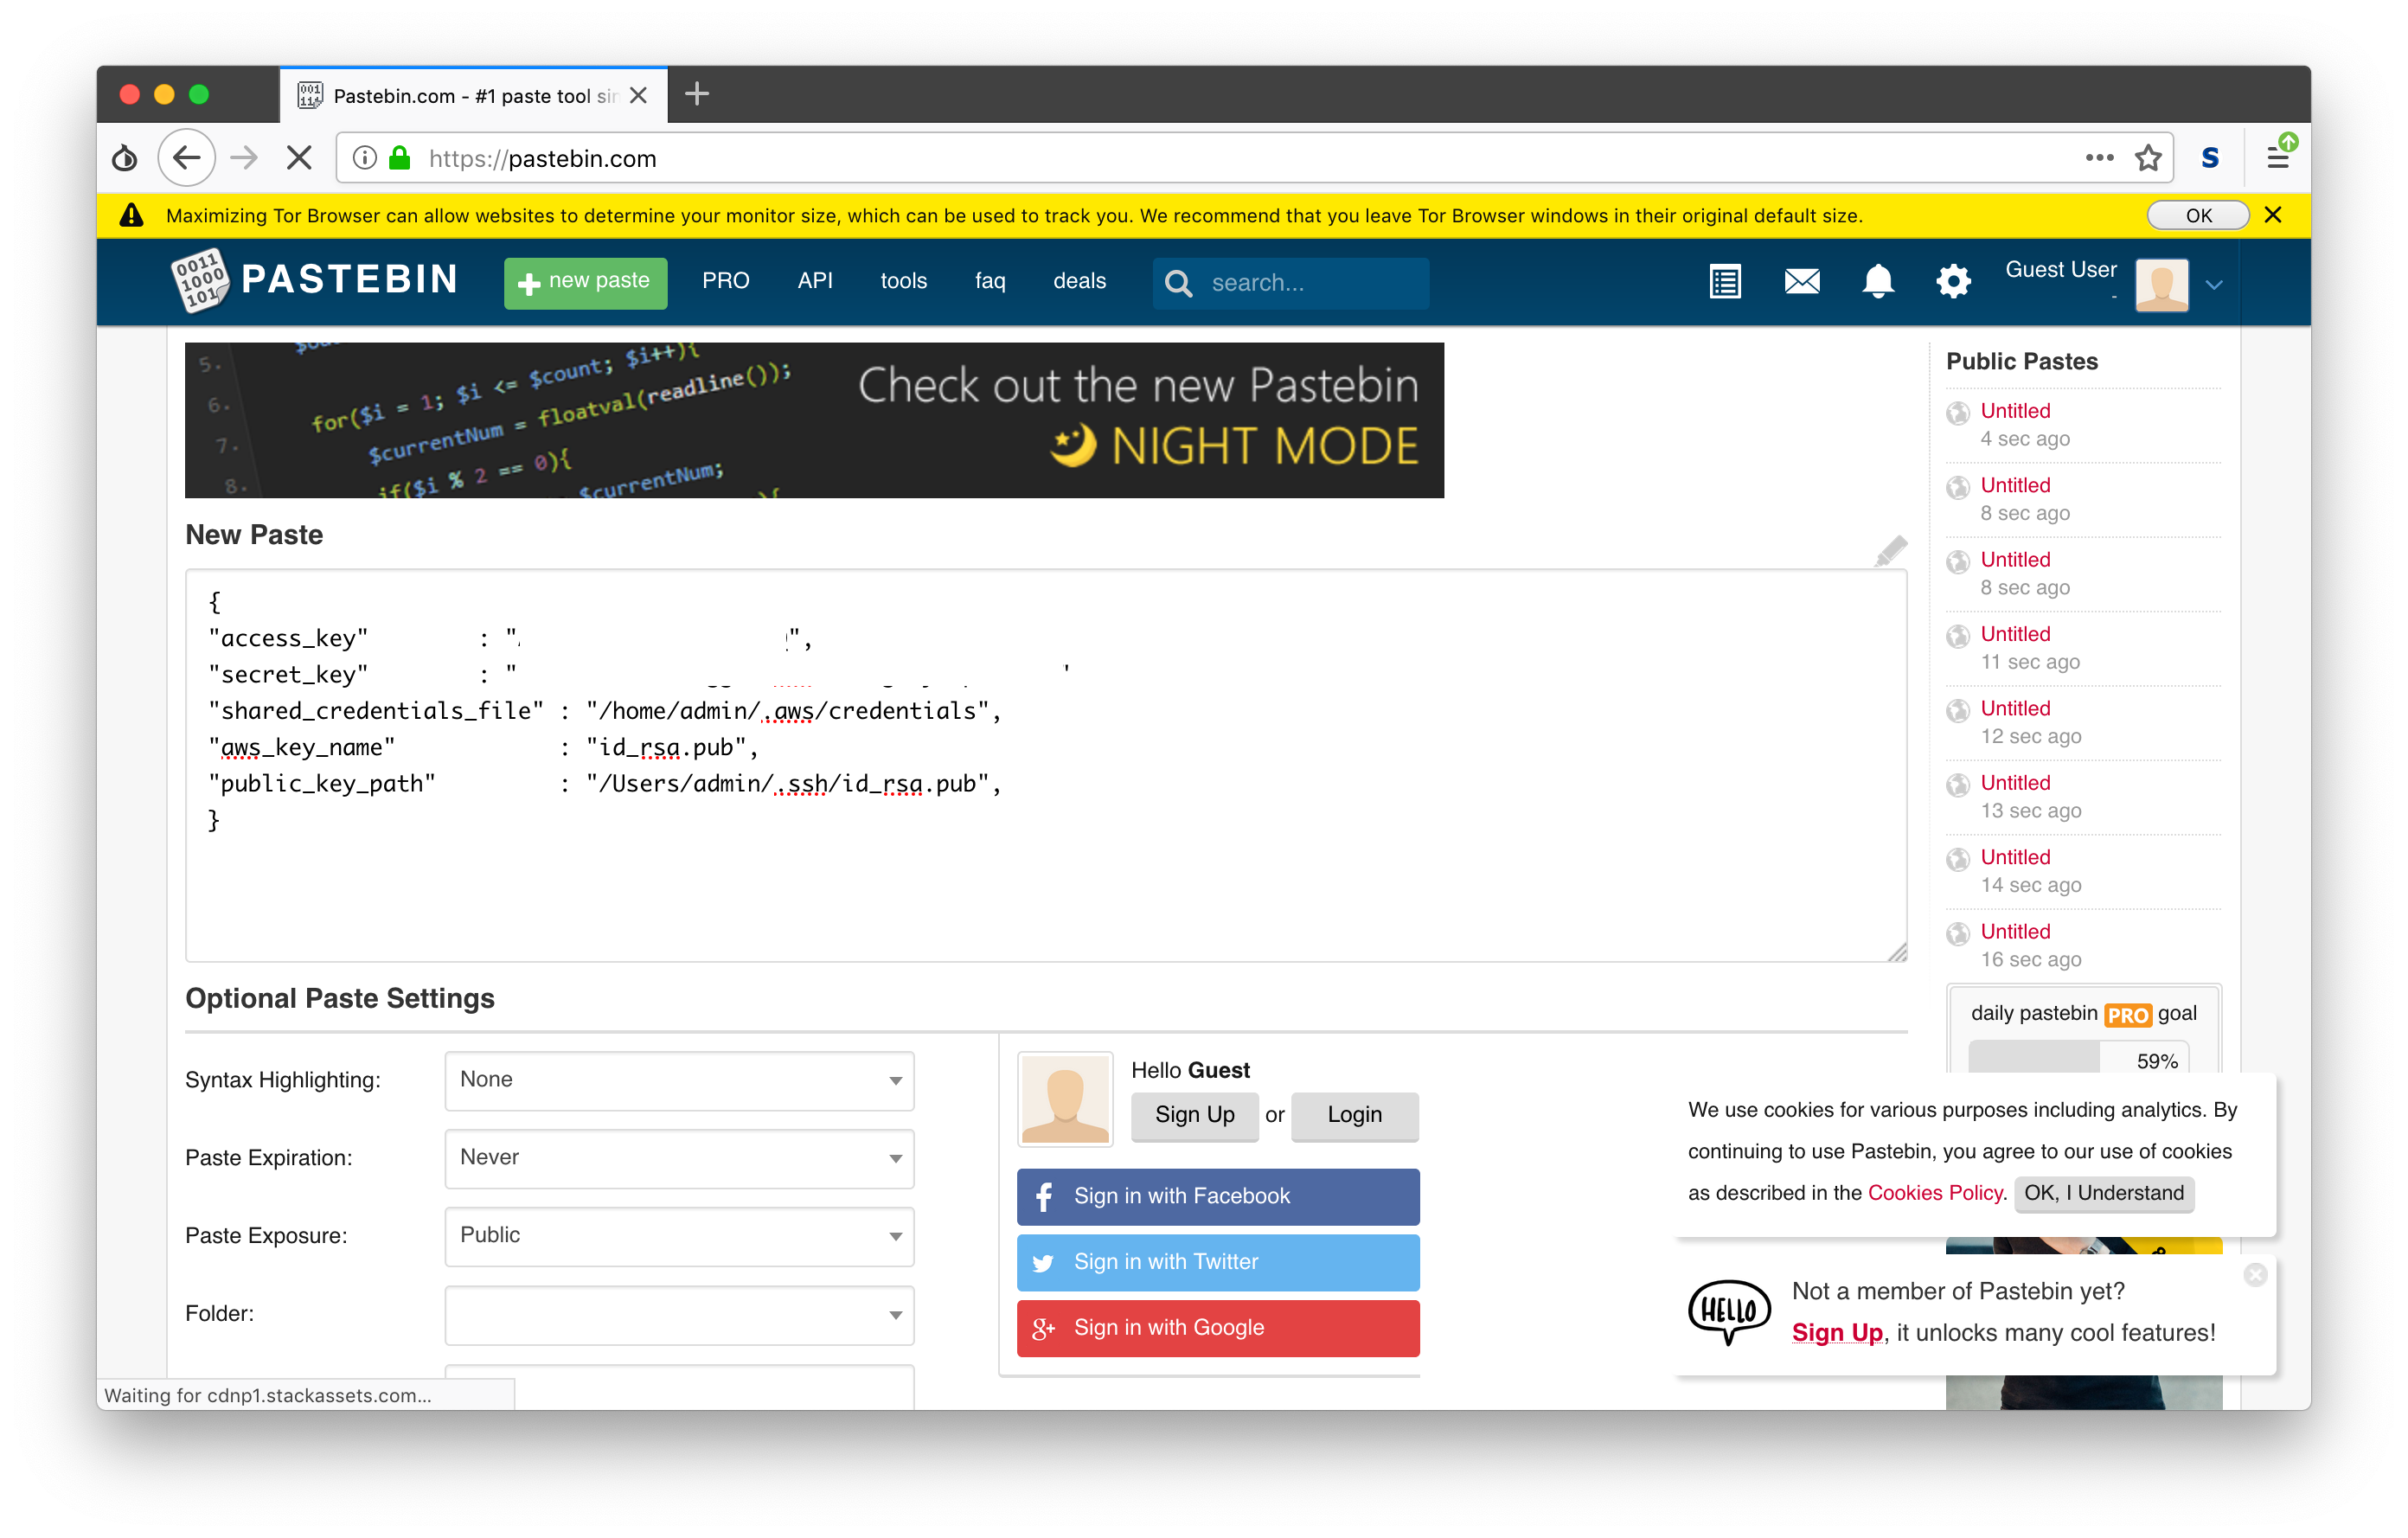 Pastebin.com - #1 paste tool sin
https://pastebin.com
S
Maximizing Tor Browser can allow websites to determine your monitor size, which can be used to track you. We recommend that you leave Tor Browser windows in their original default size.
OK
0011
1000
101
PASTEBIN
new paste
PRO
API
tools
faq
deals
search...
Guest User
-
5.
6. for($i = 1; $i <= $count; $i++){
7. $currentNum = floatval(readline());
8. if($i % 2 == 0){
$currentNum;
Check out the new Pastebin
NIGHT MODE
New Paste
{
"access_key" : " ",
"secret_key" : "
"shared_credentials_file" : "/home/admin/.aws/credentials",
"aws_key_name" : "id_rsa.pub",
"public_key_path" : "/Users/admin/.ssh/id_rsa.pub",
}
Optional Paste Settings
Syntax Highlighting:
None
Paste Expiration:
Never
Paste Exposure:
Public
Folder:
Hello Guest
Sign Up or Login
Sign in with Facebook
Sign in with Twitter
Sign in with Google
Public Pastes
Untitled
4 sec ago
Untitled
8 sec ago
Untitled
8 sec ago
Untitled
11 sec ago
Untitled
12 sec ago
Untitled
13 sec ago
Untitled
14 sec ago
Untitled
16 sec ago
daily pastebin PRO goal
59%
We use cookies for various purposes including analytics. By
continuing to use Pastebin, you agree to our use of cookies
as described in the Cookies Policy. OK, I Understand
HELLO
Not a member of Pastebin yet?
Sign Up, it unlocks many cool features!
Waiting for cdnp1.stackassets.com...